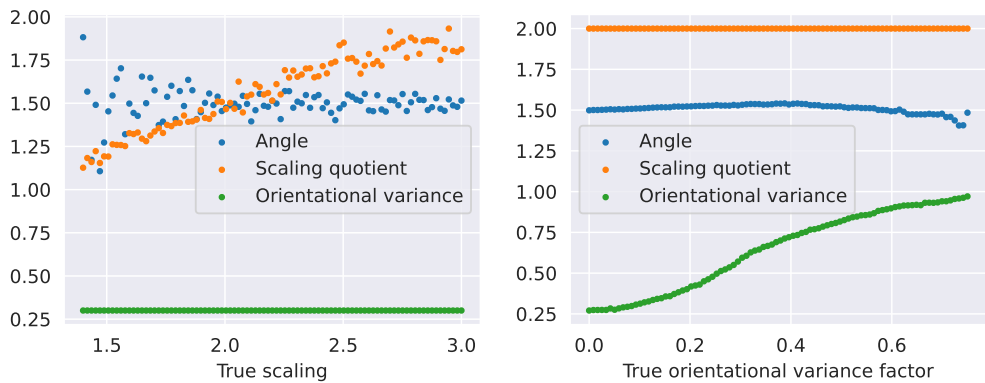 2.00
1.75
1.50
1.25
1.00
0.75
0.50
0.25
Angle
Scaling quotient
Orientational variance
1.5 2.0 2.5 3.0
True scaling
2.00
1.75
1.50
1.25
1.00
0.75
0.50
0.25
Angle
Scaling quotient
Orientational variance
0.0 0.2 0.4 0.6
True orientational variance factor